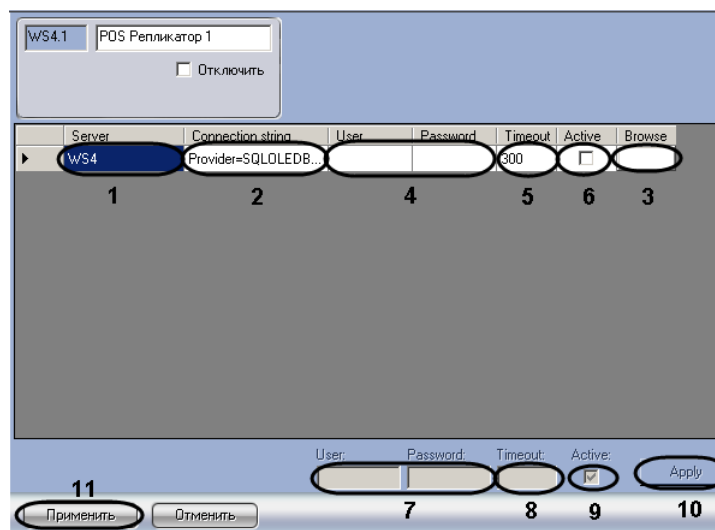 WS4.1 POS Репликатор 1
Отключить
Server Connection string User Password Timeout Active Browse
WS4 Provider=SQLOLEDB... 300
1 2 4 5 6 3
User: Password: Timeout: Active:
Apply
11 7 8 9 10
Применить Отменить